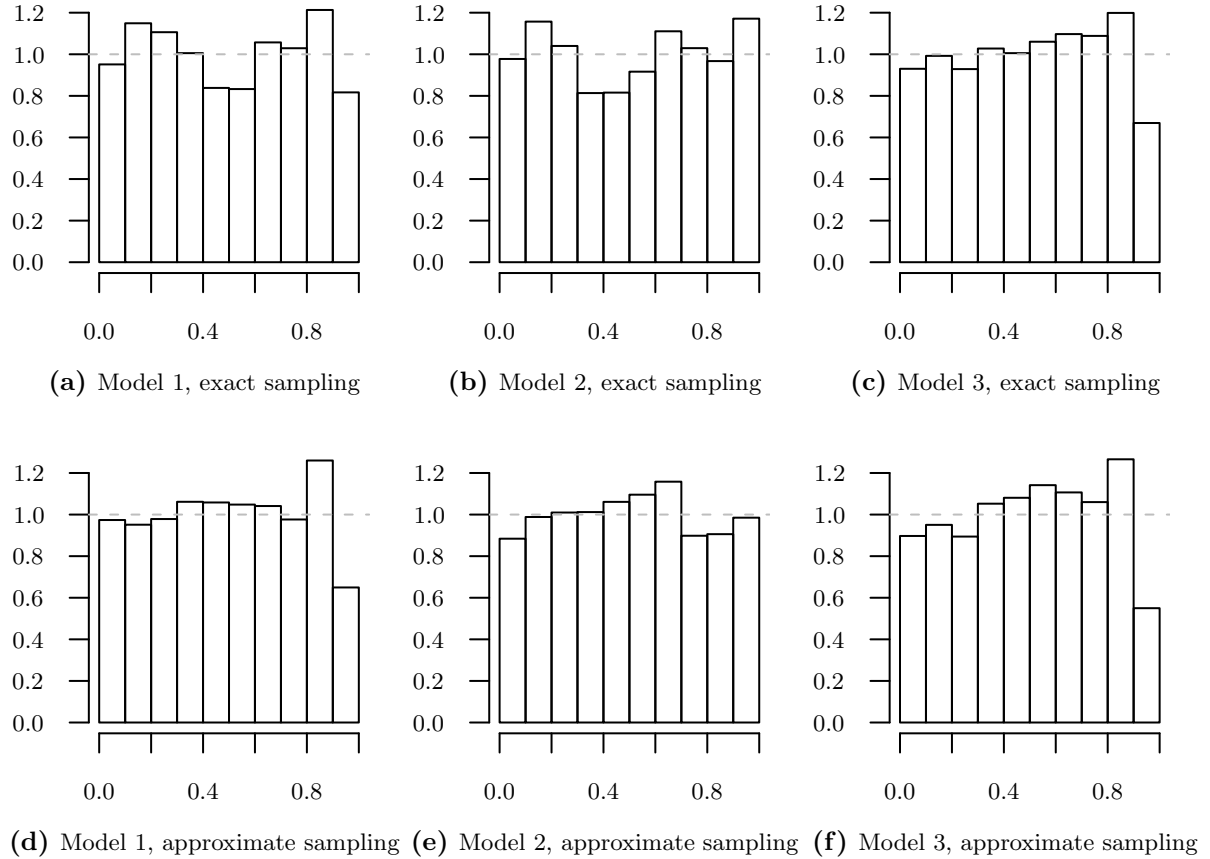 0.0 0.2 0.4 0.6 0.8 1.0 1.2
0.0 0.4 0.8
(a) Model 1, exact sampling
0.0 0.2 0.4 0.6 0.8 1.0 1.2
0.0 0.4 0.8
(b) Model 2, exact sampling
0.0 0.2 0.4 0.6 0.8 1.0 1.2
0.0 0.4 0.8
(c) Model 3, exact sampling
0.0 0.2 0.4 0.6 0.8 1.0 1.2
0.0 0.4 0.8
(d) Model 1, approximate sampling
0.0 0.2 0.4 0.6 0.8 1.0 1.2
0.0 0.4 0.8
(e) Model 2, approximate sampling
0.0 0.2 0.4 0.6 0.8 1.0 1.2
0.0 0.4 0.8
(f) Model 3, approximate sampling